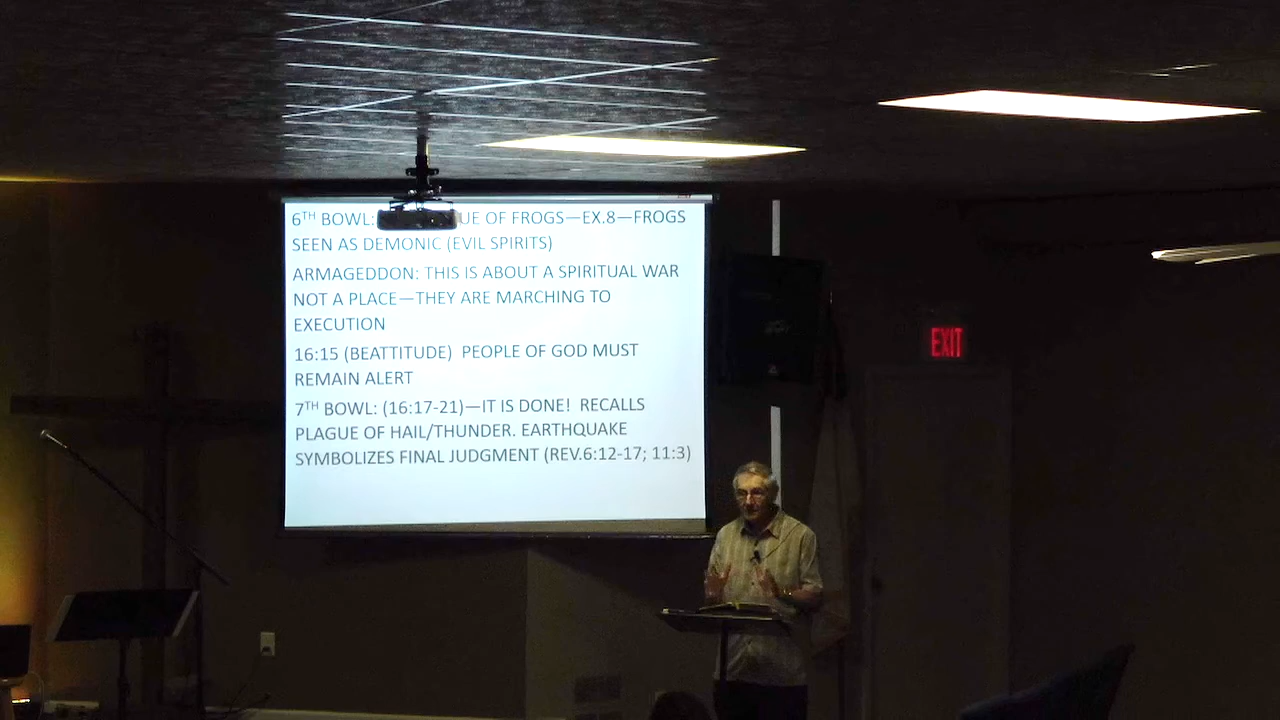 6TH BOWL: UE OF FROGS—EX.8—FROGS
SEEN AS DEMONIC (EVIL SPIRITS)
ARMAGEDDON: THIS IS ABOUT A SPIRITUAL WAR
NOT A PLACE—THEY ARE MARCHING TO
EXECUTION
16:15 (BEATTITUDE) PEOPLE OF GOD MUST
REMAIN ALERT
7TH BOWL: (16:17-21)—IT IS DONE! RECALLS
PLAGUE OF HAIL/THUNDER. EARTHQUAKE
SYMBOLIZES FINAL JUDGMENT (REV.6:12-17; 11:3)
EXIT